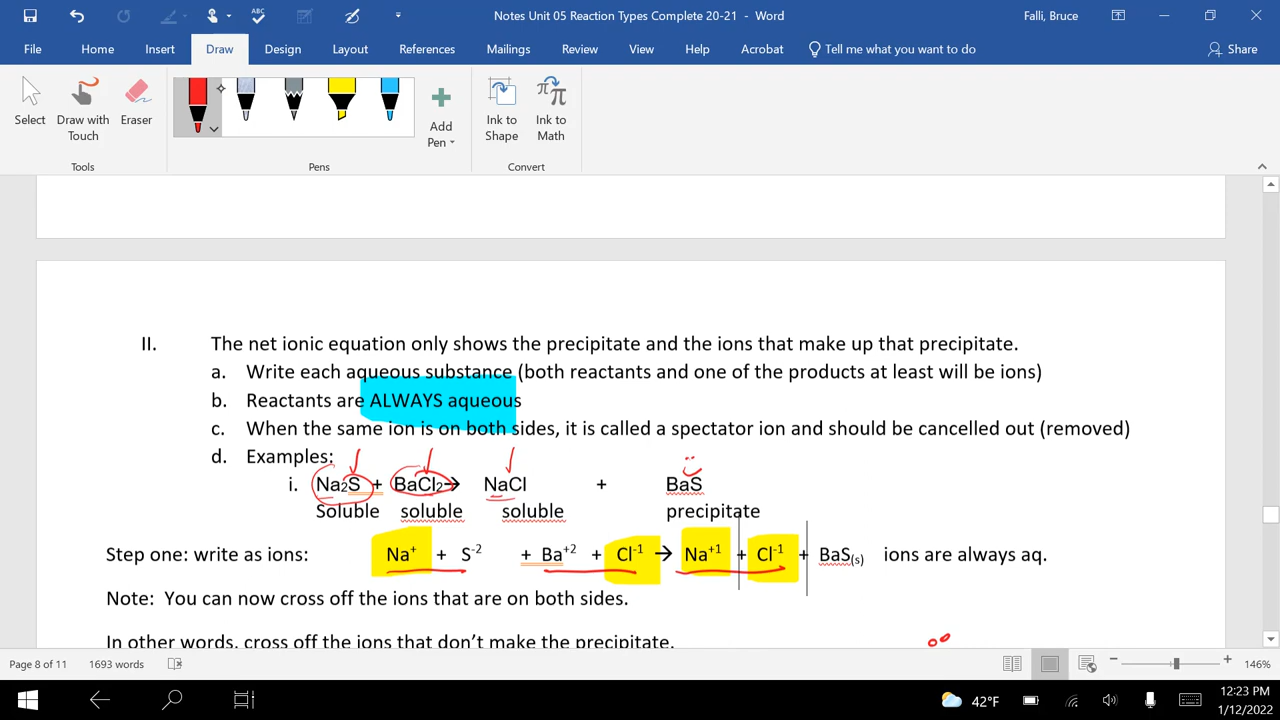 Notes Unit 05 Reaction Types Complete 20-21 - Word
Falli, Bruce
File Home Insert Draw Design Layout References Mailings Review View Help Acrobat Tell me what you want to do Share
Select
Draw with Touch
Eraser
Add Pen
Ink to Shape
Ink to Math
Tools Pens Convert
II. The net ionic equation only shows the precipitate and the ions that make up that precipitate.
a. Write each aqueous substance (both reactants and one of the products at least will be ions)
b. Reactants are ALWAYS aqueous
c. When the same ion is on both sides, it is called a spectator ion and should be cancelled out (removed)
d. Examples:
i. Na2S + BaCl2→ NaCl + BaS
Soluble soluble soluble precipitate
Step one: write as ions: Na⁺ + S⁻² + Ba⁺² + Cl⁻¹ → Na⁺¹ + Cl⁻¹ + BaS(s) ions are always aq.
Note: You can now cross off the ions that are on both sides.
In other words, cross off the ions that don't make the precipitate.
Page 8 of 11 1693 words 146%
42°F
12:23 PM
1/12/2022